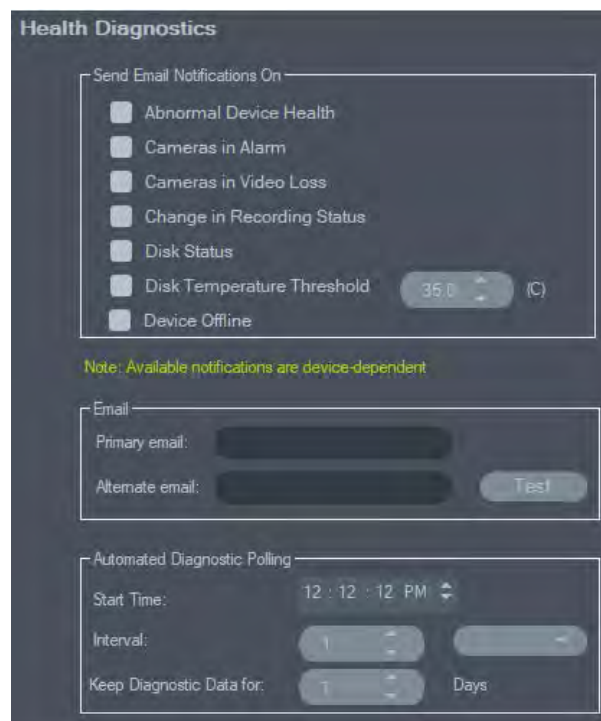 Health Diagnostics
Send Email Notifications On
Abnormal Device Health
Cameras in Alarm
Cameras in Video Loss
Change in Recording Status
Disk Status
Disk Temperature Threshold 35.0 (C)
Device Offline
Note: Available notifications are device-dependent
Email
Primary email:
Alternate email: Test
Automated Diagnostic Polling
Start Time: 12 : 12 : 12 PM
Interval: 1
Keep Diagnostic Data for: 1 Days